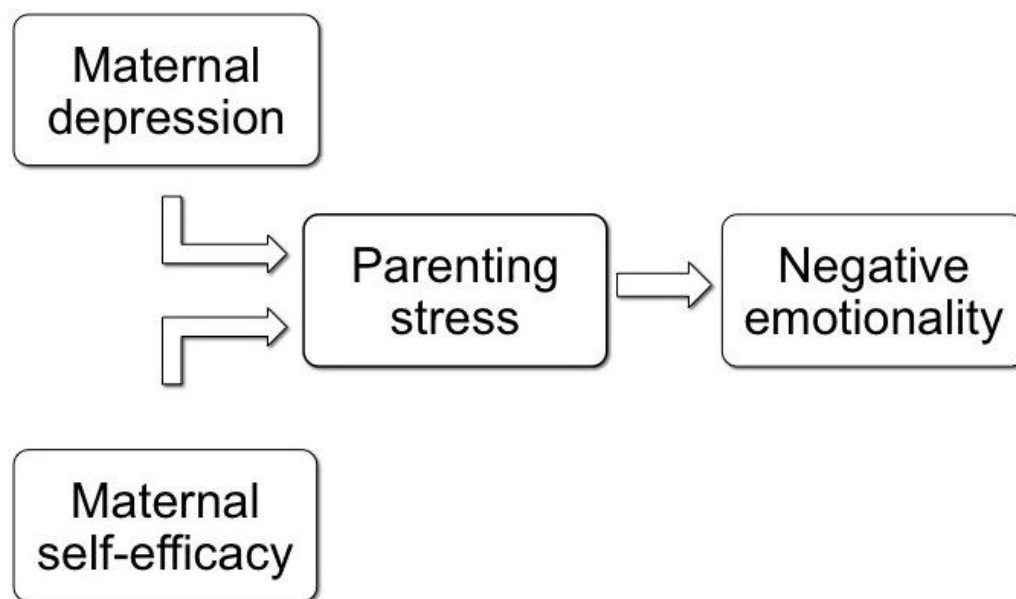 Maternal
depression
Parenting
stress
Negative
emotionality
Maternal
self-efficacy